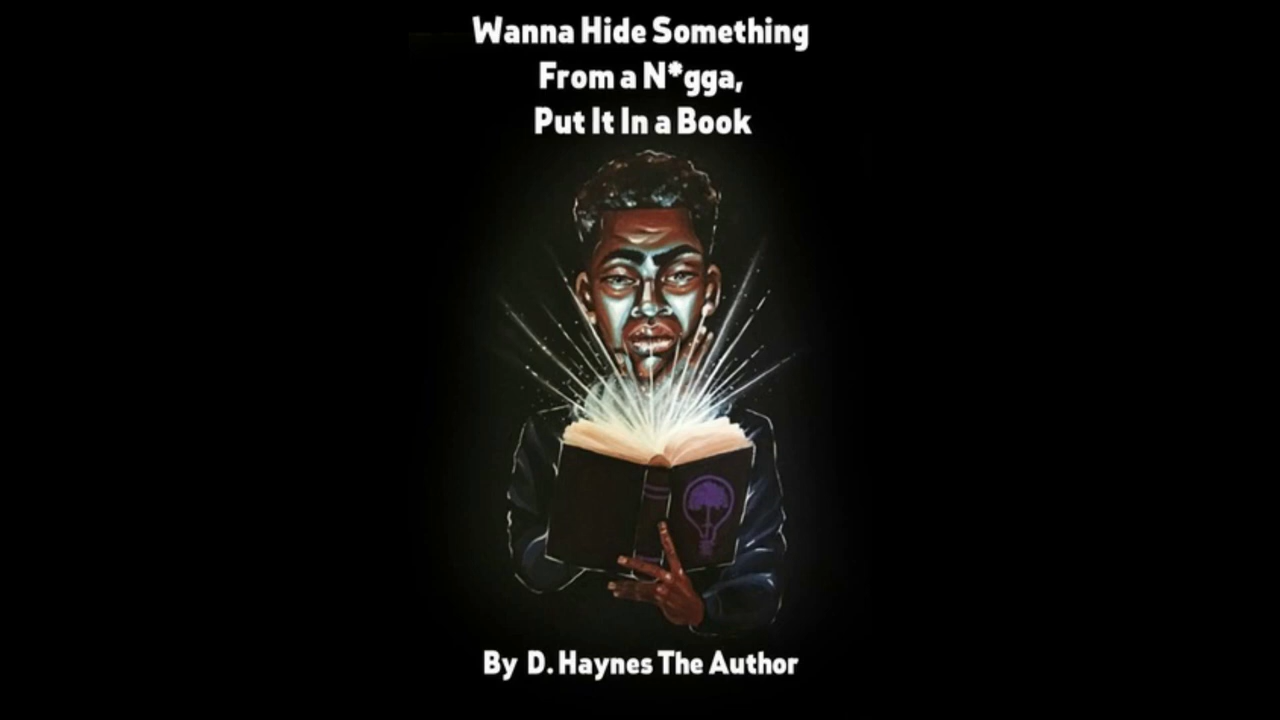 Wanna Hide Something
From a N*gga,
Put It In a Book
By D. Haynes The Author